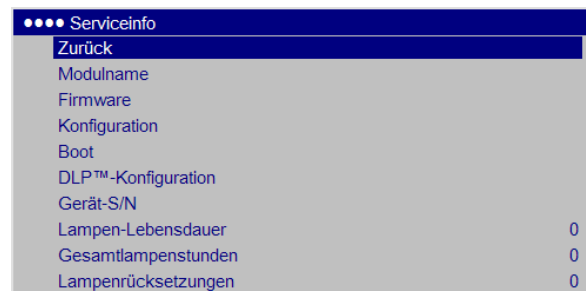 •••• Serviceinfo
Zurück
Modulname
Firmware
Konfiguration
Boot
DLP™-Konfiguration
Gerät-S/N
Lampen-Lebensdauer 0
Gesamtlampenstunden 0
Lampenrücksetzungen 0